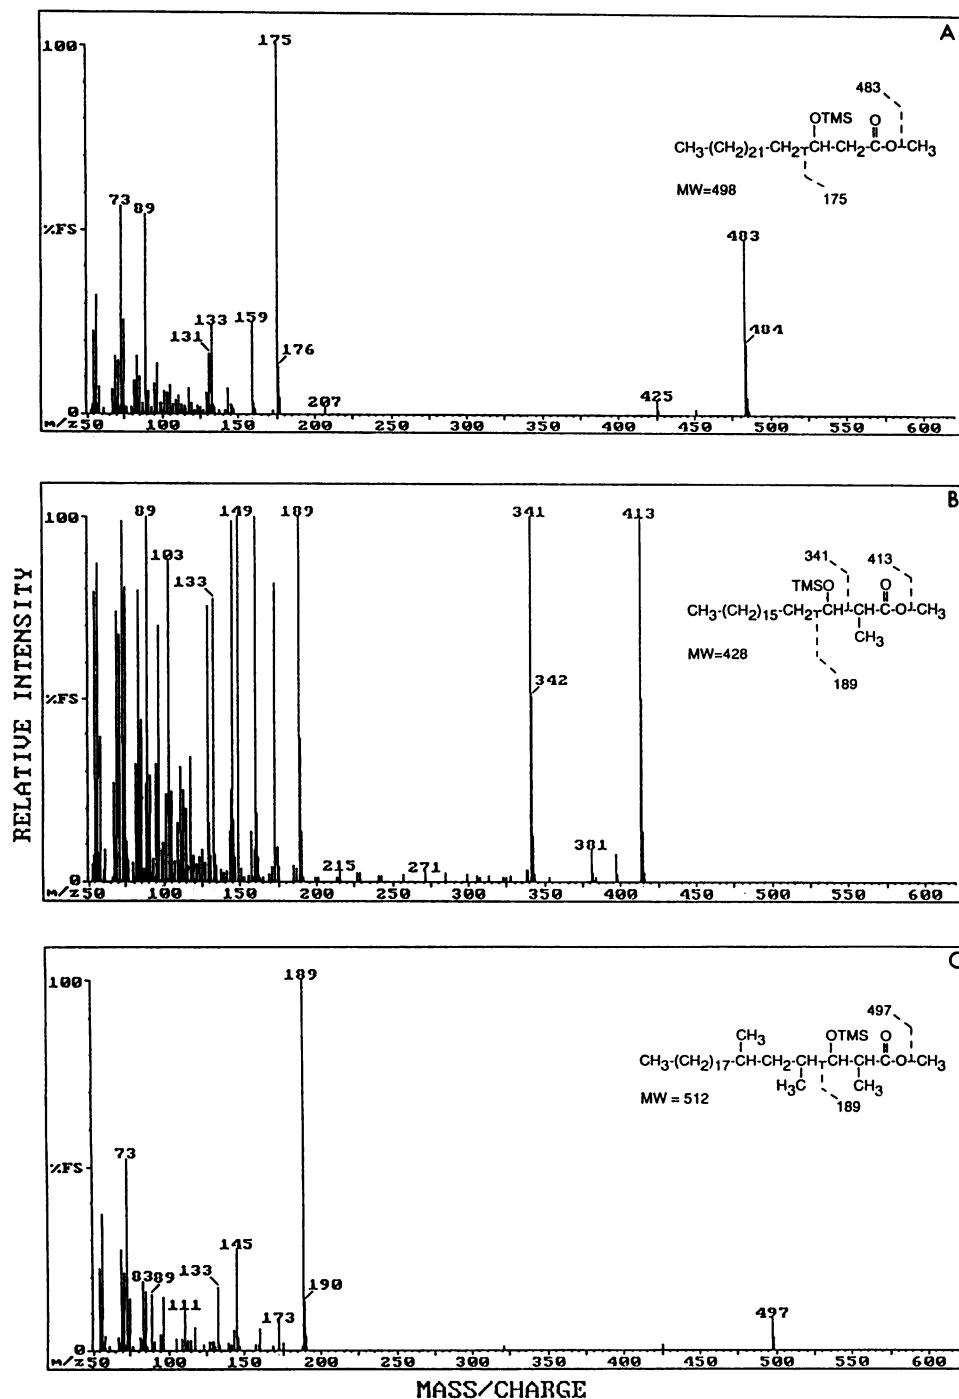 A
100
175
483
OTMS O
CH₃-(CH₂)₂₁-CH₂-CH-CH₂-C-O-CH₃
MW=498
175
73
89
%FS
483
133
159
131
484
176
207
425
0
m/z 50 100 150 200 250 300 350 400 450 500 550 600
B
100
89
149
189
341
413
103
133
341
413
TMSO O
CH₃-(CH₂)₁₅-CH₂-CH-CH-C-O-CH₃
CH₃
MW=428
189
342
%FS
381
215
271
0
m/z 50 100 150 200 250 300 350 400 450 500 550 600
RELATIVE INTENSITY
C
100
189
497
CH₃ OTMS O
CH₃-(CH₂)₁₇-CH-CH₂-CH-CH-CH-C-O-CH₃
H₃C CH₃
MW = 512
189
73
%FS
145
83
89
133
190
111
173
497
0
m/z 50 100 150 200 250 300 350 400 450 500 550 600
MASS/CHARGE